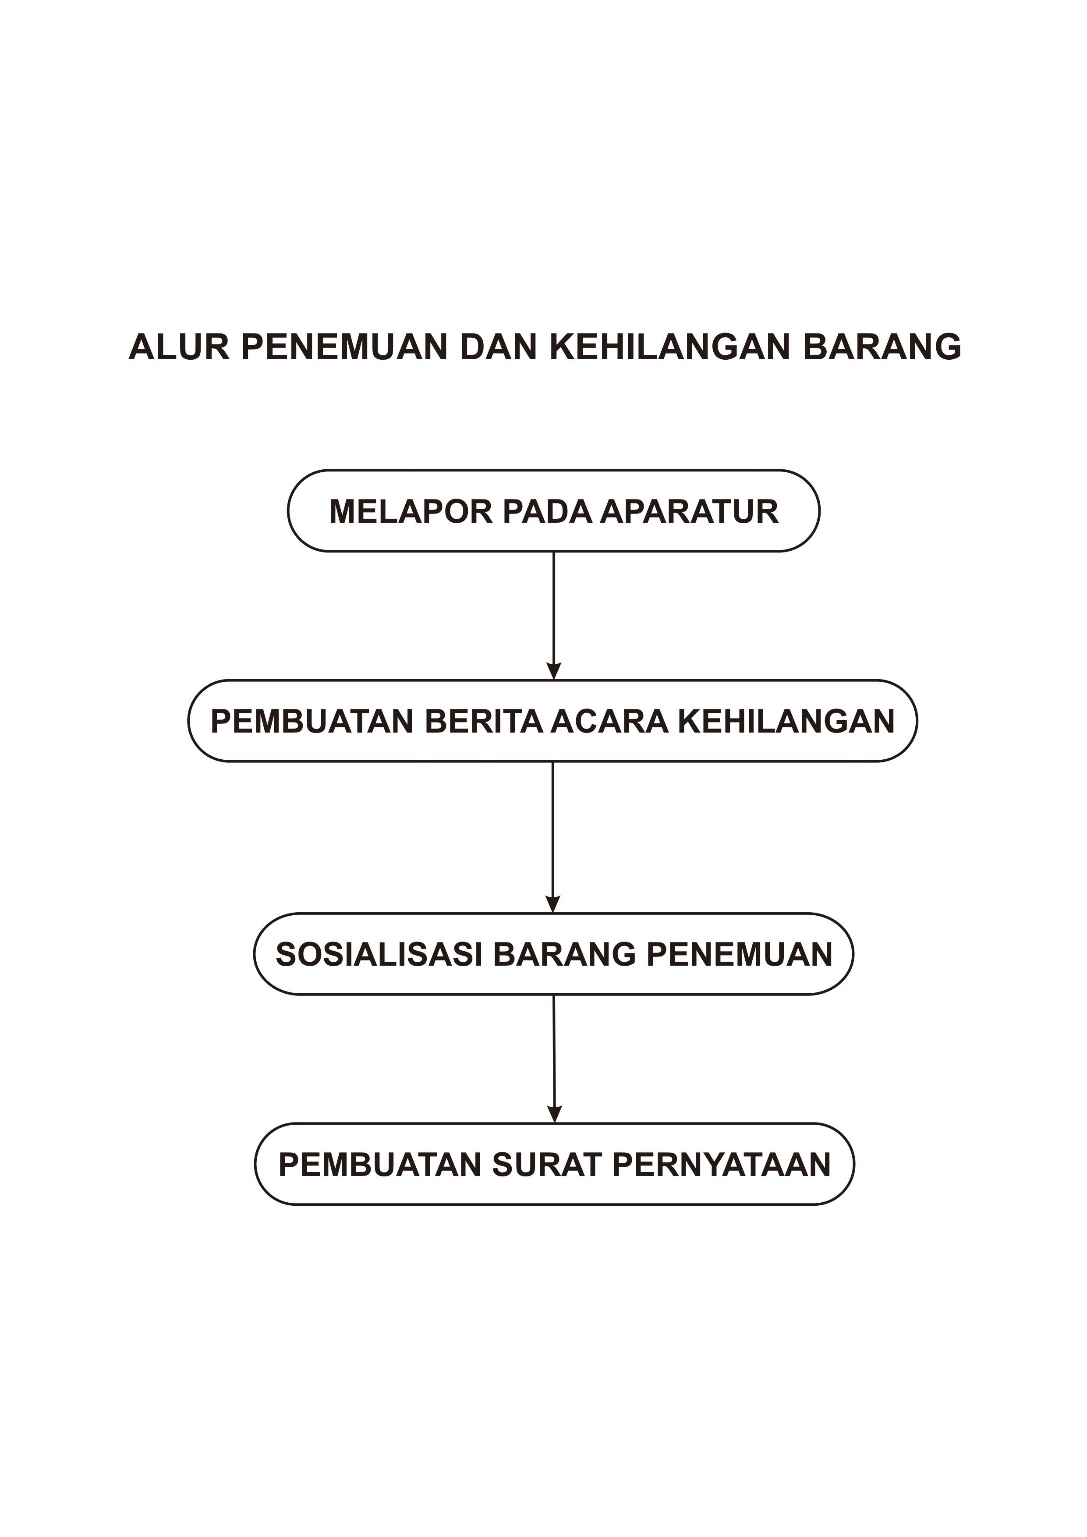 ALUR PENEMUAN DAN KEHILANGAN BARANG
MELAPOR PADA APARATUR
PEMBUATAN BERITA ACARA KEHILANGAN
SOSIALISASI BARANG PENEMUAN
PEMBUATAN SURAT PERNYATAAN